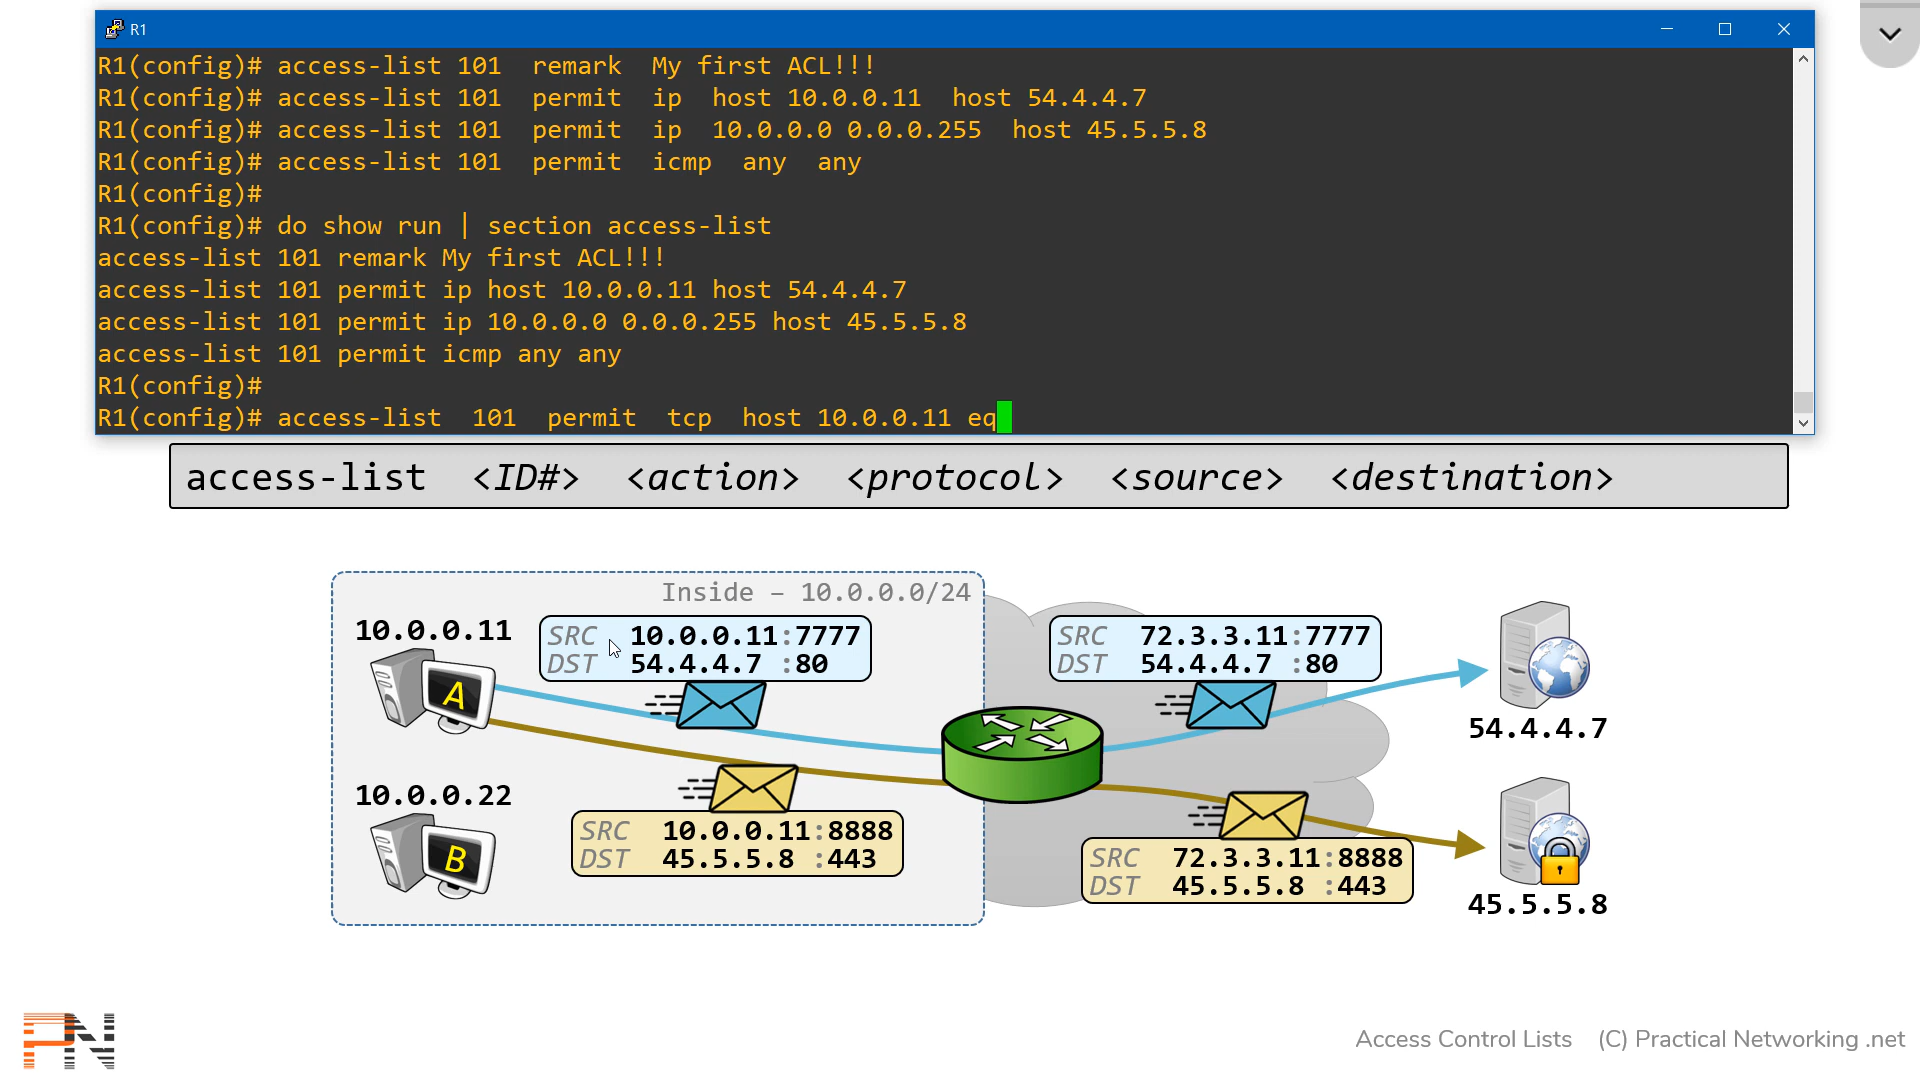 R1
R1(config)# access-list 101  remark  My first ACL!!!
R1(config)# access-list 101  permit  ip  host 10.0.0.11  host 54.4.4.7
R1(config)# access-list 101  permit  ip  10.0.0.0 0.0.0.255  host 45.5.5.8
R1(config)# access-list 101  permit  icmp  any  any
R1(config)#
R1(config)# do show run | section access-list
access-list 101 remark My first ACL!!!
access-list 101 permit ip host 10.0.0.11 host 54.4.4.7
access-list 101 permit ip 10.0.0.0 0.0.0.255 host 45.5.5.8
access-list 101 permit icmp any any
R1(config)#
R1(config)# access-list  101  permit  tcp  host 10.0.0.11 eq
access-list <ID#> <action> <protocol> <source> <destination>
Inside – 10.0.0.0/24
10.0.0.11
A
SRC 10.0.0.11:7777
DST 54.4.4.7 :80
SRC 72.3.3.11:7777
DST 54.4.4.7 :80
54.4.4.7
10.0.0.22
B
SRC 10.0.0.11:8888
DST 45.5.5.8 :443
SRC 72.3.3.11:8888
DST 45.5.5.8 :443
45.5.5.8
PN
Access Control Lists (C) Practical Networking .net